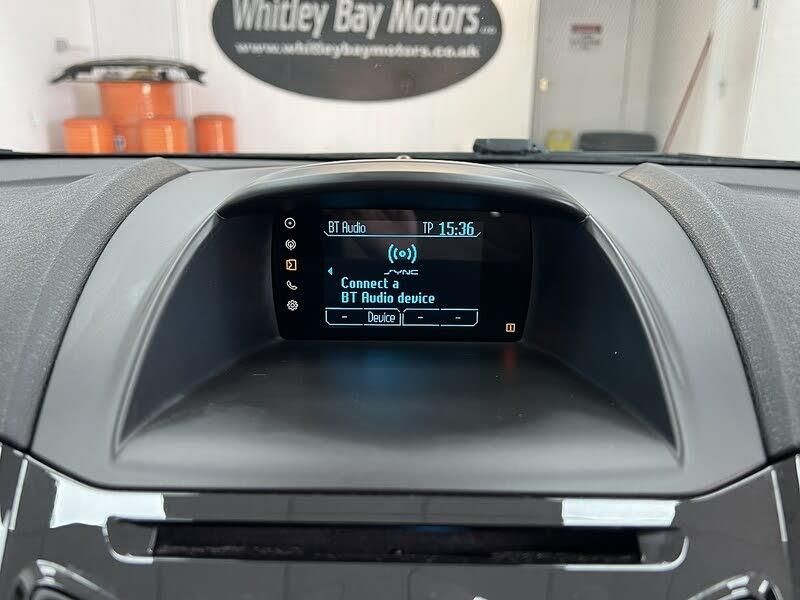 Whitley Bay Motors
www.whitleybaymotors.co.uk
BT Audio TP 15:36
SYNC
Connect a
BT Audio device
- Device - -